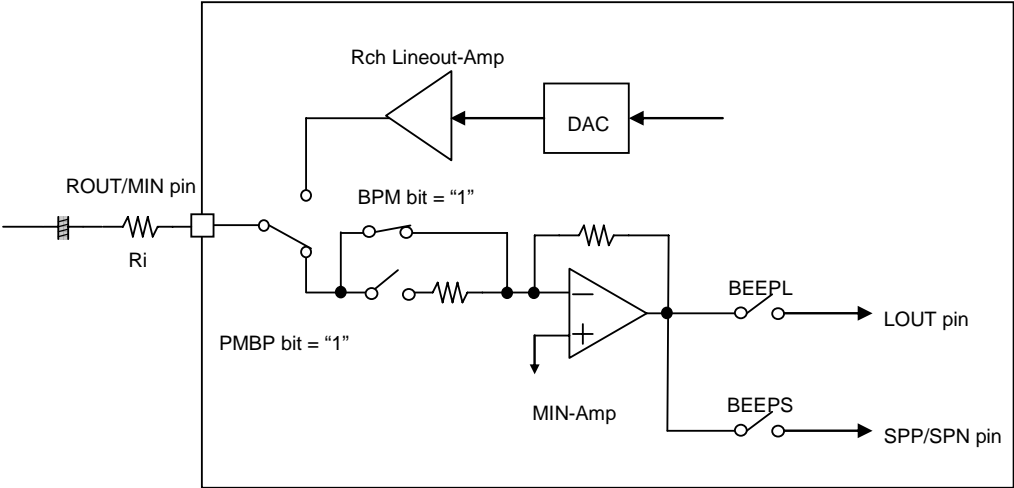 Rch Lineout-Amp
DAC
ROUT/MIN pin
BPM bit = “1”
Ri
BEEPL
LOUT pin
PMBP bit = “1”
MIN-Amp
BEEPS
SPP/SPN pin